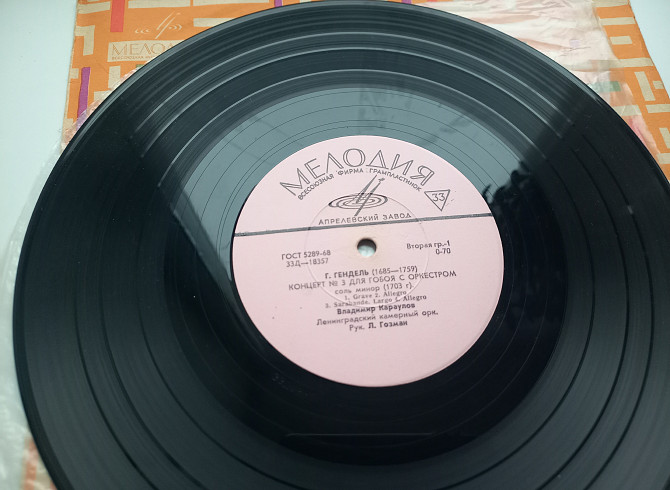 МЕЛОДИЯ
МЕЛОДИЯ
ВСЕСОЮЗНАЯ ФИРМА ГРАМПЛАСТИНОК
33
АПРЕЛЕВСКИЙ ЗАВОД
ГОСТ 5289-68
Вторая гр.-1
33Д—18357
0-70
Г. ГЕНДЕЛЬ (1685—1759)
КОНЦЕРТ № 3 ДЛЯ ГОБОЯ С ОРКЕСТРОМ
соль минор (1703 г)
1. Grave 2. Allegro
3. Sarabanda. Largo 4. Allegro
Владимир Караулов
Ленинградский камерный орк.
Рук. Л. Гозман